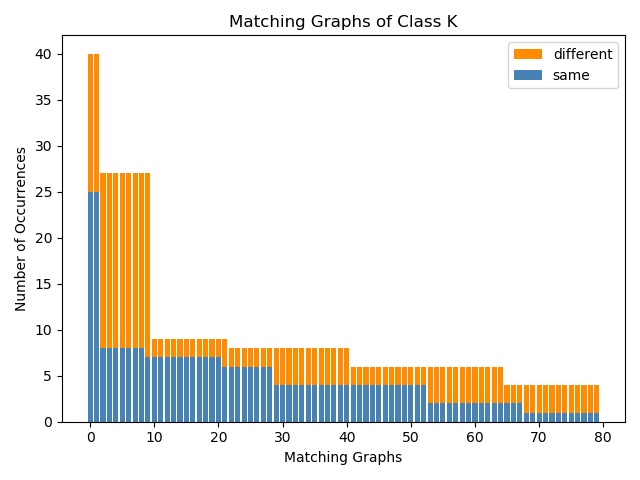 Matching Graphs of Class K
different
same
Number of Occurrences
40
35
30
25
20
15
10
5
0
0 10 20 30 40 50 60 70 80
Matching Graphs